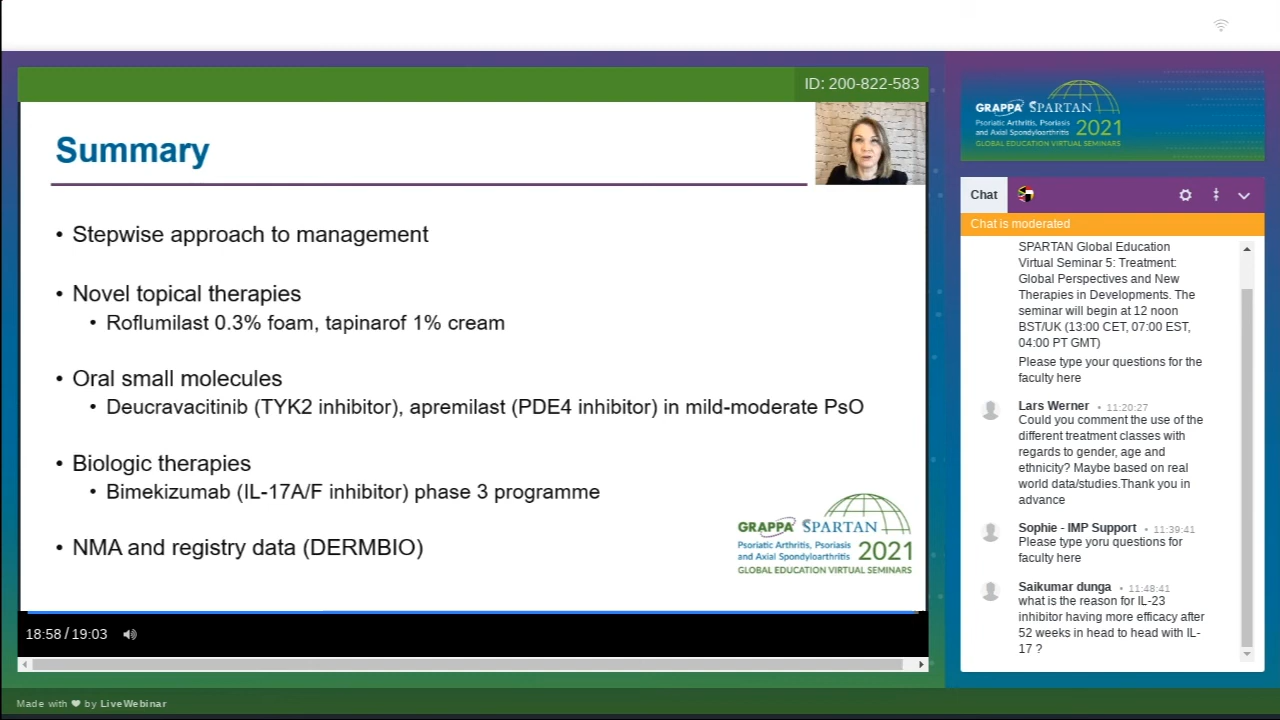 ID: 200-822-583
Summary
• Stepwise approach to management
• Novel topical therapies
• Roflumilast 0.3% foam, tapinarof 1% cream
• Oral small molecules
• Deucravacitinib (TYK2 inhibitor), apremilast (PDE4 inhibitor) in mild-moderate PsO
• Biologic therapies
• Bimekizumab (IL-17A/F inhibitor) phase 3 programme
• NMA and registry data (DERMBIO)
GRAPPA SPARTAN
Psoriatic Arthritis, Psoriasis
and Axial Spondyloarthritis 2021
GLOBAL EDUCATION VIRTUAL SEMINARS
18:58 / 19:03
GRAPPA SPARTAN
Psoriatic Arthritis, Psoriasis
and Axial Spondyloarthritis 2021
GLOBAL EDUCATION VIRTUAL SEMINARS
Chat
Chat is moderated
SPARTAN Global Education
Virtual Seminar 5: Treatment:
Global Perspectives and New
Therapies in Developments. The
seminar will begin at 12 noon
BST/UK (13:00 CET, 07:00 EST,
04:00 PT GMT)
Please type your questions for the
faculty here
Lars Werner • 11:20:27
Could you comment the use of the
different treatment classes with
regards to gender, age and
ethnicity? Maybe based on real
world data/studies.Thank you in
advance
Sophie - IMP Support • 11:39:41
Please type yoru questions for
faculty here
Saikumar dunga • 11:48:41
what is the reason for IL-23
inhibitor having more efficacy after
52 weeks in head to head with IL-
17 ?
Made with ❤ by LiveWebinar